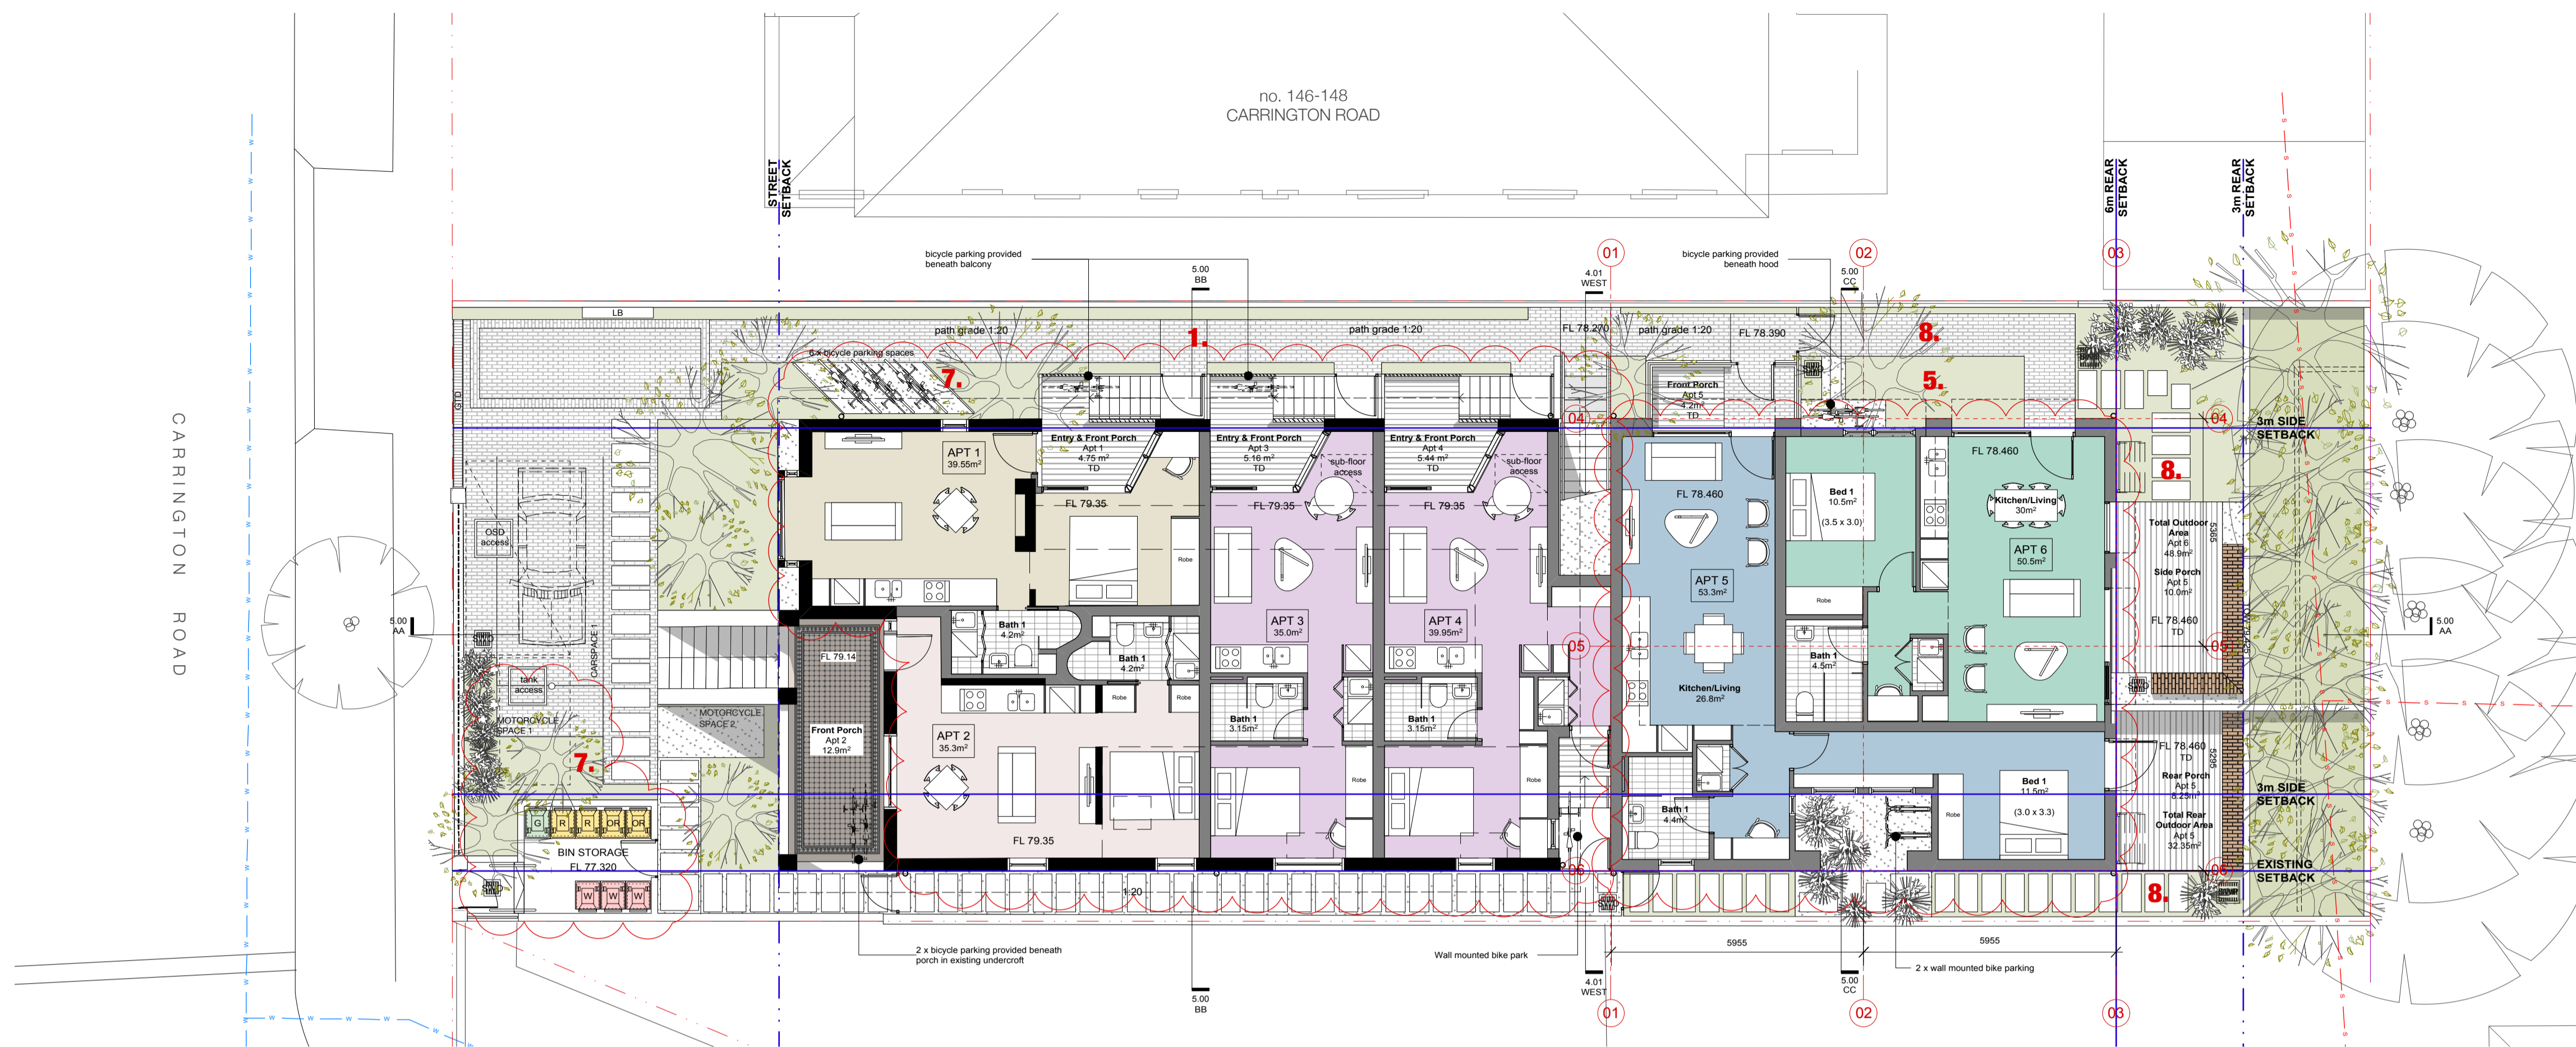 no. 146-148
CARRINGTON ROAD
STREET
SETBACK
6m REAR
SETBACK
3m REAR
SETBACK
CARRINGTON ROAD
bicycle parking provided
beneath balcony
5.00
BB
4.01
WEST
01
bicycle parking provided
beneath hood
5.00
CC
02
03
LB
path grade 1:20
1.
path grade 1:20
FL 78.270
path grade 1:20
FL 78.390
8.
6 x bicycle parking spaces
7.
5.
GTD
Front Porch
Apt 5
4.2m²
TD
04
04
3m SIDE
SETBACK
APT 1
39.55m²
Entry & Front Porch
Apt 1
4.75 m²
TD
Entry & Front Porch
Apt 3
5.16 m²
TD
Entry & Front Porch
Apt 4
5.44 m²
TD
sub-floor
access
sub-floor
access
FL 79.35
FL 79.35
FL 79.35
FL 78.460
Bed 1
10.5m²
(3.5 x 3.0)
FL 78.460
Kitchen/Living
30m²
APT 6
50.5m²
8.
OSD
access
Robe
Total Outdoor
Area
Apt 6
48.9m²
5365
Side Porch
Apt 5
10.0m²
FL 78.460
TD
APT 5
53.3m²
Robe
5.00
AA
5.00
AA
CARSPACE 1
Bath 1
4.2m²
Bath 1
4.2m²
APT 3
35.0m²
APT 4
39.95m²
05
05
Bath 1
4.5m²
FL 79.14
tank
access
MOTORCYCLE
SPACE 1
MOTORCYCLE
SPACE 2
Front Porch
Apt 2
12.9m²
APT 2
35.3m²
Robe
Robe
Bath 1
3.15m²
Bath 1
3.15m²
Kitchen/Living
26.8m²
7.
Robe
Robe
Bath 1
4.4m²
Robe
Bed 1
11.5m²
(3.0 x 3.3)
FL 78.460
TD
5295
Rear Porch
Apt 5
8.25m²
Total Rear
Outdoor Area
Apt 5
32.35m²
3m SIDE
SETBACK
G
R
R
OR
OR
BIN STORAGE
FL 77.320
W
W
W
FL 79.35
1:20
06
06
EXISTING
SETBACK
8.
2 x bicycle parking provided beneath
porch in existing undercroft
5.00
BB
Wall mounted bike park
4.01
WEST
5955
5955
5.00
CC
2 x wall mounted bike parking
01
02
03